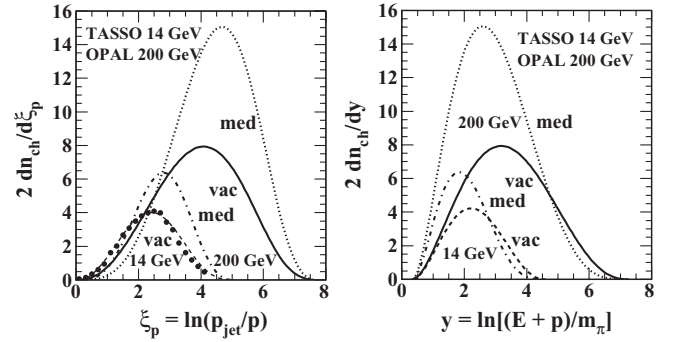 16
14
12
10
8
6
4
2
0
2 dn_ch/dξ_p
TASSO 14 GeV
OPAL 200 GeV
med
vac
med
vac
14 GeV
200 GeV
0 2 4 6 8
ξ_p = ln(p_jet/p)
16
14
12
10
8
6
4
2
0
2 dn_ch/dy
TASSO 14 GeV
OPAL 200 GeV
200 GeV
med
vac
med
vac
14 GeV
0 2 4 6 8
y = ln[(E + p)/m_π]